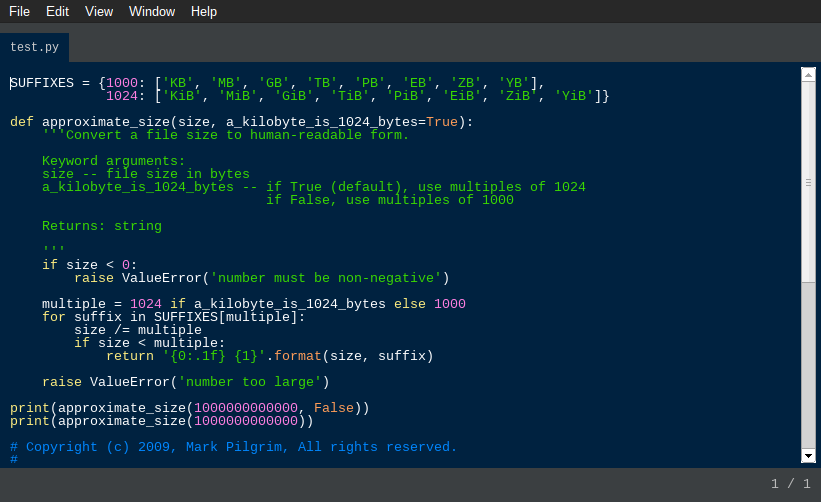 File Edit View Window Help
test.py
SUFFIXES = {1000: ['KB', 'MB', 'GB', 'TB', 'PB', 'EB', 'ZB', 'YB'],
            1024: ['KiB', 'MiB', 'GiB', 'TiB', 'PiB', 'EiB', 'ZiB', 'YiB']}
def approximate_size(size, a_kilobyte_is_1024_bytes=True):
    '''Convert a file size to human-readable form.
    Keyword arguments:
    size -- file size in bytes
    a_kilobyte_is_1024_bytes -- if True (default), use multiples of 1024
                                if False, use multiples of 1000
    Returns: string
    '''
    if size < 0:
        raise ValueError('number must be non-negative')
    multiple = 1024 if a_kilobyte_is_1024_bytes else 1000
    for suffix in SUFFIXES[multiple]:
        size /= multiple
        if size < multiple:
            return '{0:.1f} {1}'.format(size, suffix)
    raise ValueError('number too large')
print(approximate_size(1000000000000, False))
print(approximate_size(1000000000000))
# Copyright (c) 2009, Mark Pilgrim, All rights reserved.
#
1 / 1